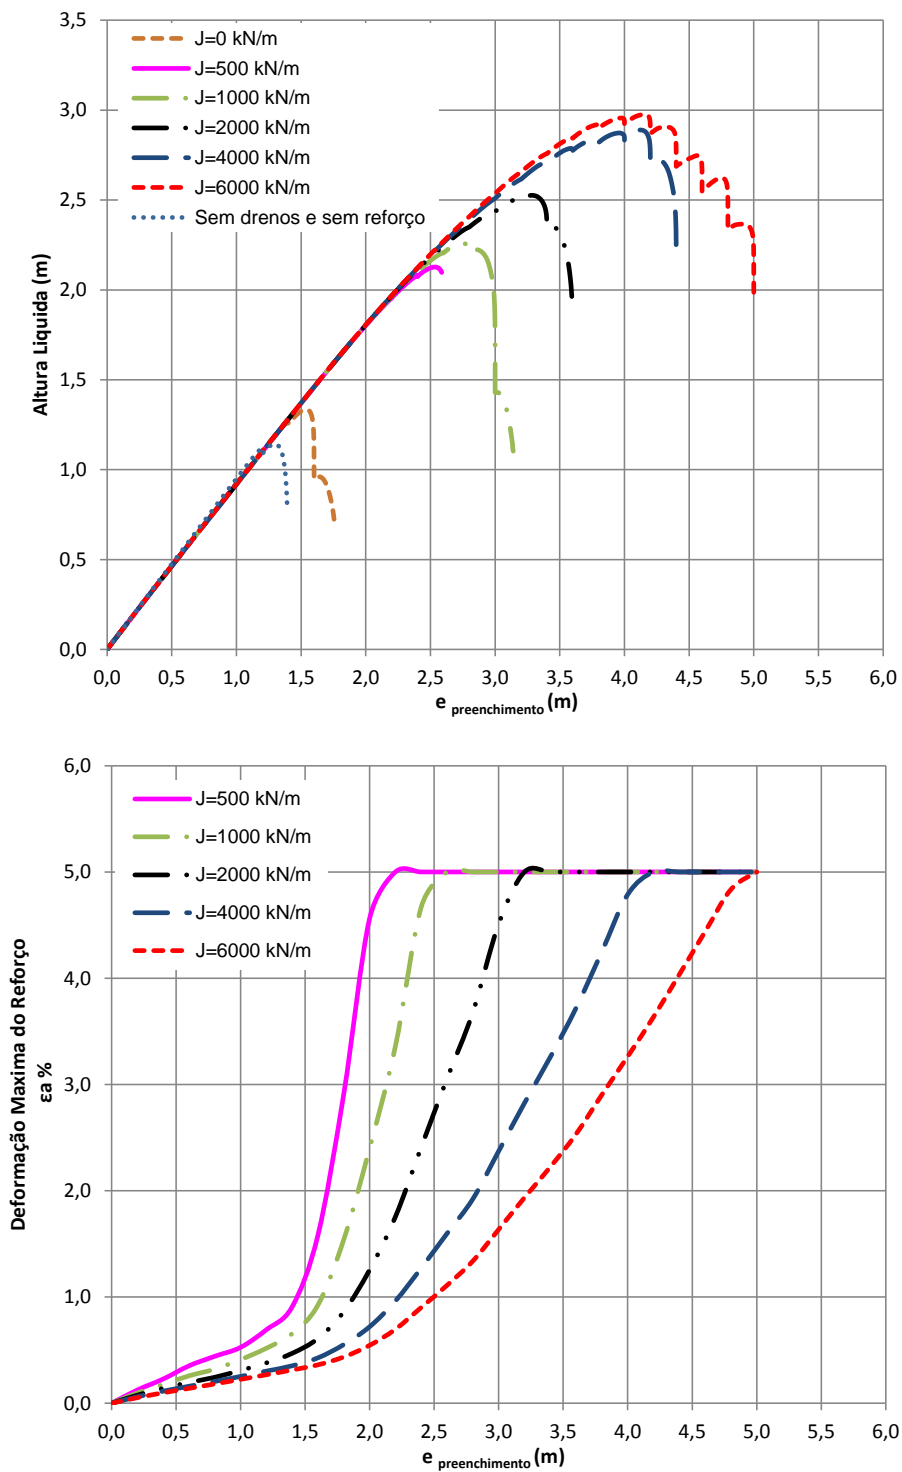 3,5
3,0
2,5
2,0
1,5
1,0
0,5
0,0
Altura Liquida (m)
J=0 kN/m
J=500 kN/m
J=1000 kN/m
J=2000 kN/m
J=4000 kN/m
J=6000 kN/m
Sem drenos e sem reforço
0,0 0,5 1,0 1,5 2,0 2,5 3,0 3,5 4,0 4,5 5,0 5,5 6,0
e preenchimento (m)
6,0
5,0
4,0
3,0
2,0
1,0
0,0
Deformação Maxima do Reforço
εa %
J=500 kN/m
J=1000 kN/m
J=2000 kN/m
J=4000 kN/m
J=6000 kN/m
0,0 0,5 1,0 1,5 2,0 2,5 3,0 3,5 4,0 4,5 5,0 5,5 6,0
e preenchimento (m)